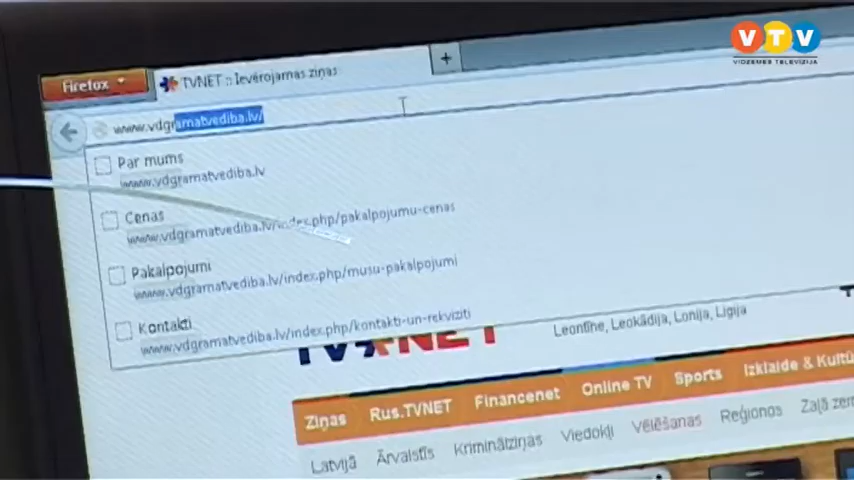 VTV
VIDZEMES TELEVĪZIJA
Firefox
TVNET :: Ievērojamas ziņas
+
www.vdgramatvediba.lv/
Par mums
www.vdgramatvediba.lv
Cenas
www.vdgramatvediba.lv/index.php/pakalpojumu-cenas
Pakalpojumi
www.vdgramatvediba.lv/index.php/musu-pakalpojumi
Kontakti
www.vdgramatvediba.lv/index.php/kontakti-un-rekviziti
TVNET
Leontīne, Leokādija, Lonija, Ligija
Ziņas Rus.TVNET Financenet Online TV Sports Izklaide &
Latvijā Ārvalstīs Kriminālziņas Viedokļi Vēlēšanas Reģionos Zaļā